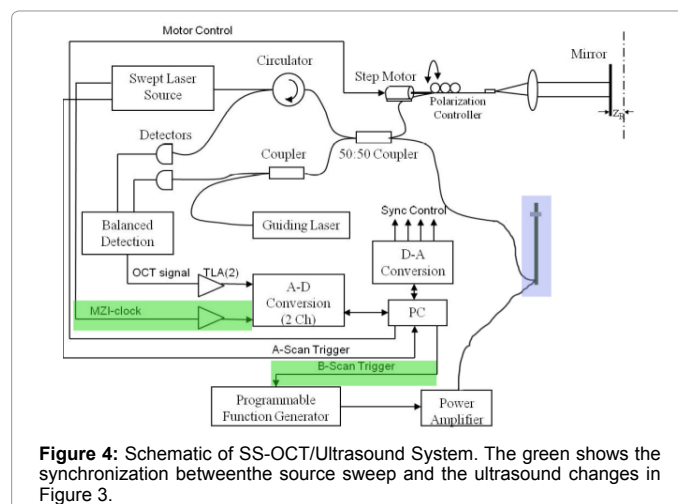 Motor Control
Circulator
Mirror
Step Motor
Swept Laser
Source
Polarization
Controller
Z_R
Detectors
Coupler
50:50 Coupler
Sync Control
Balanced
Detection
Guiding Laser
D-A
Conversion
OCT signal
TLA(2)
A-D
Conversion
(2 Ch)
MZI-clock
PC
A-Scan Trigger
B-Scan Trigger
Programmable
Function Generator
Power
Amplifier
Figure 4: Schematic of SS-OCT/Ultrasound System. The green shows the
synchronization betweenthe source sweep and the ultrasound changes in
Figure 3.